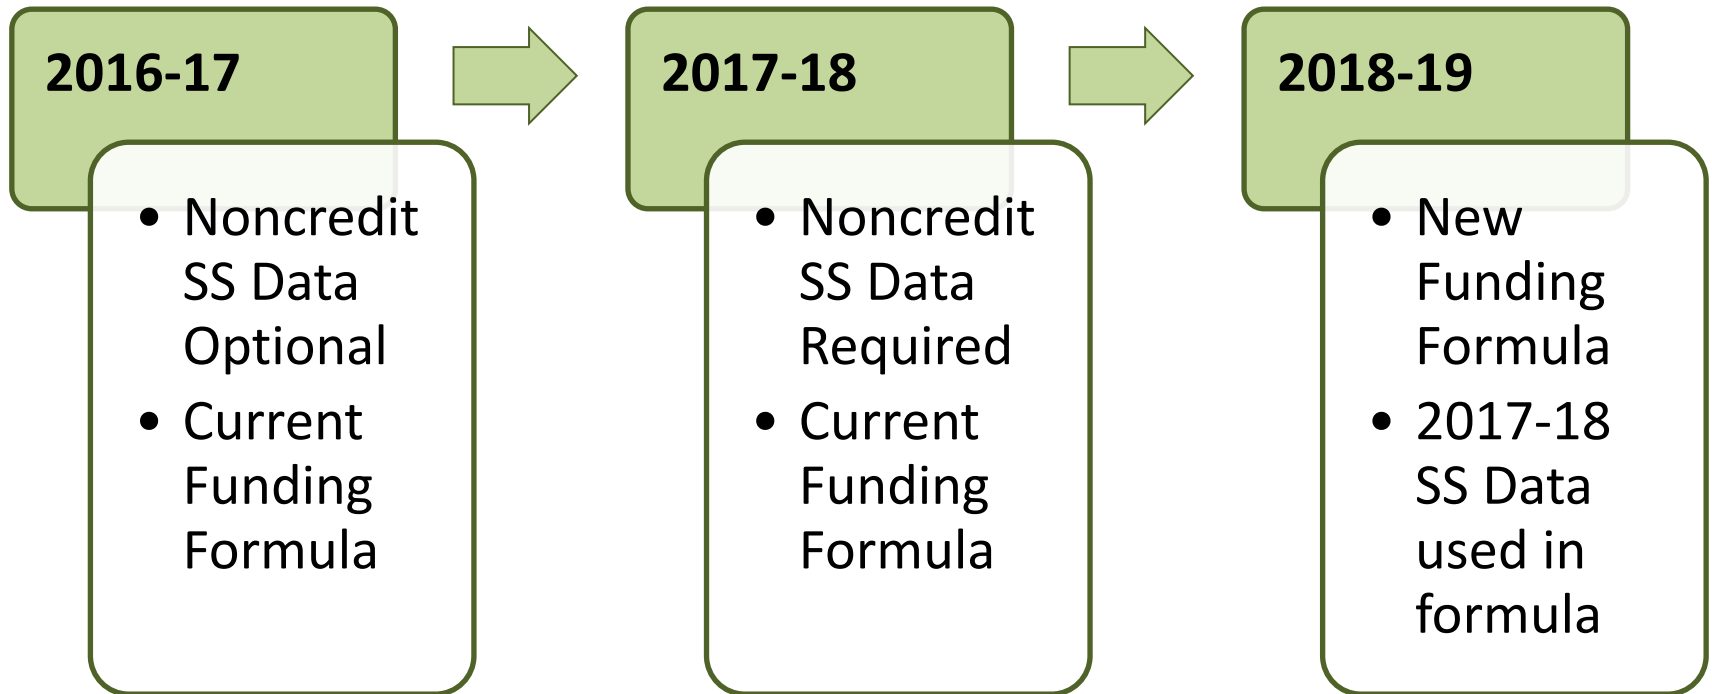 2016-17
• Noncredit
SS Data
Optional
• Current
Funding
Formula
2017-18
• Noncredit
SS Data
Required
• Current
Funding
Formula
2018-19
• New
Funding
Formula
• 2017-18
SS Data
used in
formula